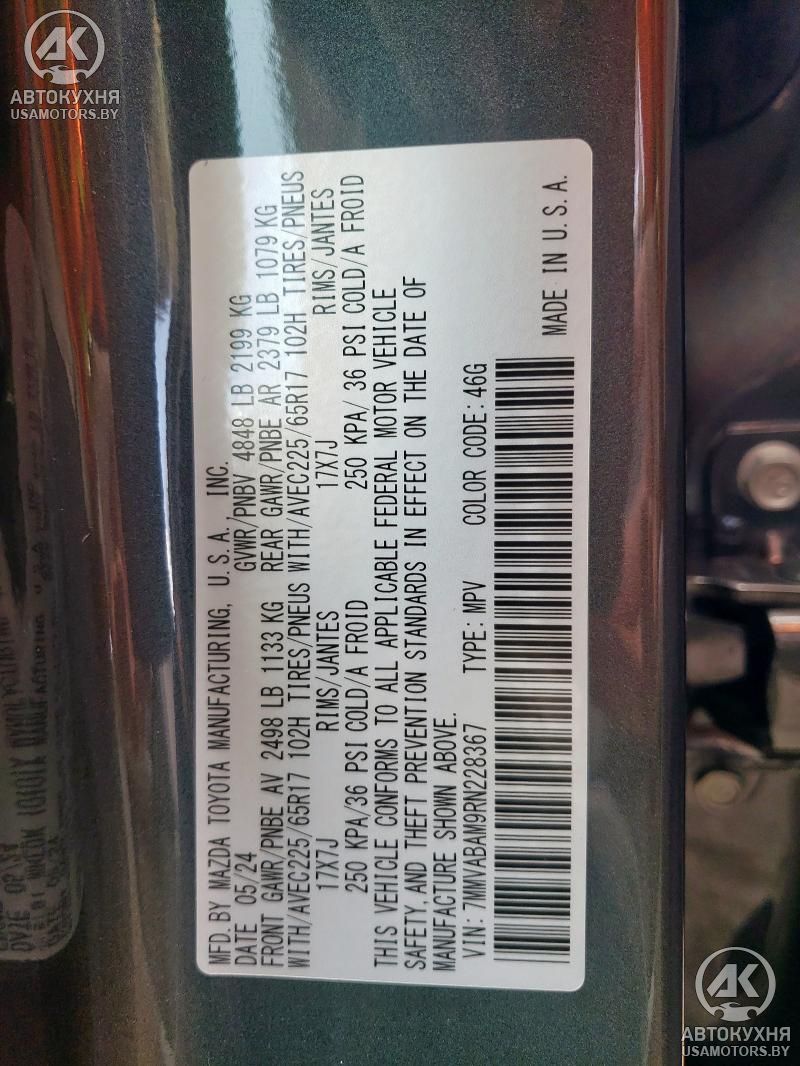 AK
АВТОКУХНЯ
USAMOTORS.BY
MFD.BY MAZDA TOYOTA MANUFACTURING, U.S.A. INC.
DATE 05/24 GVWR/PNBV 4848 LB 2199 KG
FRONT GAWR/PNBE AV 2498 LB 1133 KG REAR GAWR/PNBE AR 2379 LB 1079 KG
WITH/AVEC225/65R17 102H TIRES/PNEUS WITH/AVEC225/65R17 102H TIRES/PNEUS
17X7J RIMS/JANTES 17X7J RIMS/JANTES
250 KPA/36 PSI COLD/A FROID 250 KPA/ 36 PSI COLD/A FROID
THIS VEHICLE CONFORMS TO ALL APPLICABLE FEDERAL MOTOR VEHICLE
SAFETY,AND THEFT PREVENTION STANDARDS IN EFFECT ON THE DATE OF
MANUFACTURE SHOWN ABOVE.
VIN: 7MMVABAM9RN228367 TYPE: MPV COLOR CODE: 46G
MADE IN U.S.A.
AK
АВТОКУХНЯ
USAMOTORS.BY